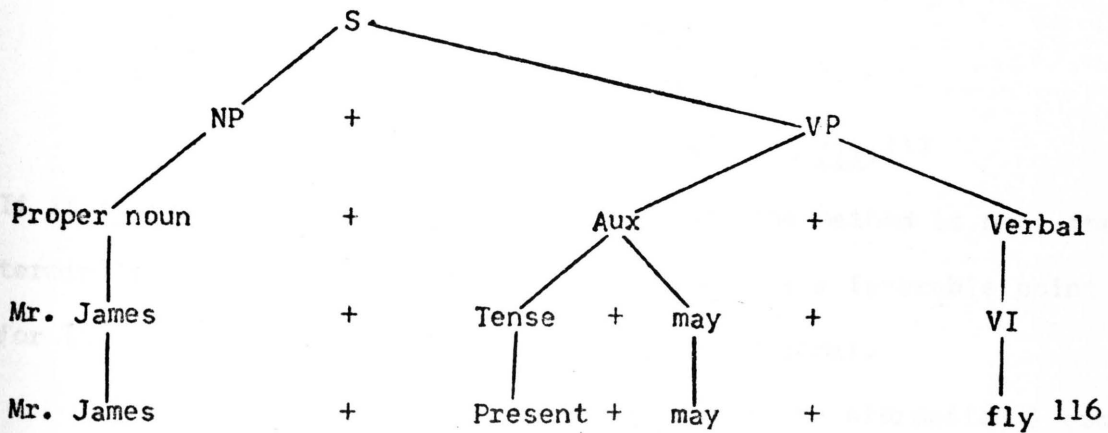 S
NP + VP
Proper noun + Aux + Verbal
Mr. James + Tense + may + VI
Mr. James + Present + may + fly 116